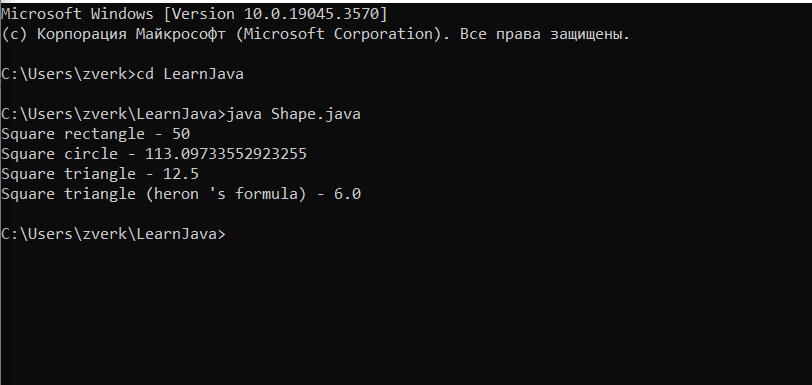 Microsoft Windows [Version 10.0.19045.3570]
(c) Корпорация Майкрософт (Microsoft Corporation). Все права защищены.
C:\Users\zverk>cd LearnJava
C:\Users\zverk\LearnJava>java Shape.java
Square rectangle - 50
Square circle - 113.09733552923255
Square triangle - 12.5
Square triangle (heron 's formula) - 6.0
C:\Users\zverk\LearnJava>